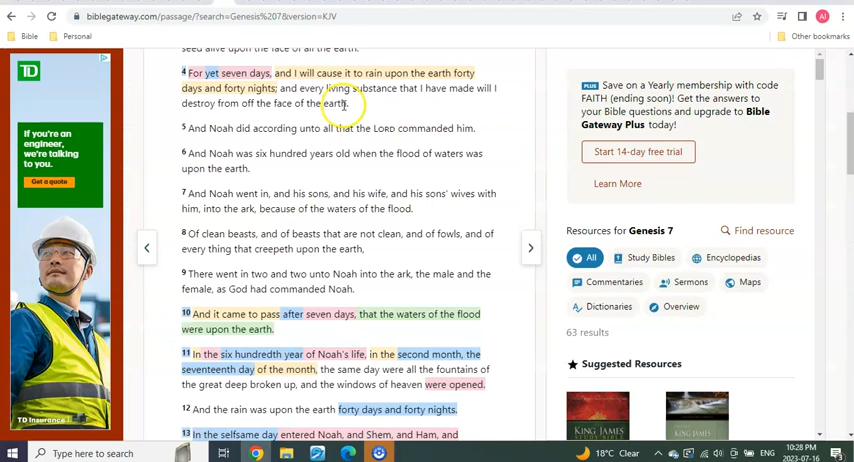 biblegateway.com/passage/?search=Genesis%207&version=KJV
AI
Bible
Personal
Other bookmarks
seed alive upon the face of all the earth.
4 For yet seven days, and I will cause it to rain upon the earth forty
days and forty nights; and every living substance that I have made will I
destroy from off the face of the earth.
5 And Noah did according unto all that the LORD commanded him.
6 And Noah was six hundred years old when the flood of waters was
upon the earth.
7 And Noah went in, and his sons, and his wife, and his sons' wives with
him, into the ark, because of the waters of the flood.
8 Of clean beasts, and of beasts that are not clean, and of fowls, and of
every thing that creepeth upon the earth,
9 There went in two and two unto Noah into the ark, the male and the
female, as God had commanded Noah.
10 And it came to pass after seven days, that the waters of the flood
were upon the earth.
11 In the six hundredth year of Noah's life, in the second month, the
seventeenth day of the month, the same day were all the fountains of
the great deep broken up, and the windows of heaven were opened.
12 And the rain was upon the earth forty days and forty nights.
13 In the selfsame day entered Noah, and Shem, and Ham, and
TD
If you're an
engineer,
we're talking
to you.
Get a quote
TD Insurance
PLUS Save on a Yearly membership with code
FAITH (ending soon)! Get the answers to
your Bible questions and upgrade to Bible
Gateway Plus today!
Start 14-day free trial
Learn More
Resources for Genesis 7
Find resource
All
Study Bibles
Encyclopedias
Commentaries
Sermons
Maps
Dictionaries
Overview
63 results
Suggested Resources
KING JAMES
KING JAMES
Type here to search
18°C Clear
ENG
10:28 PM
2023-07-16
3